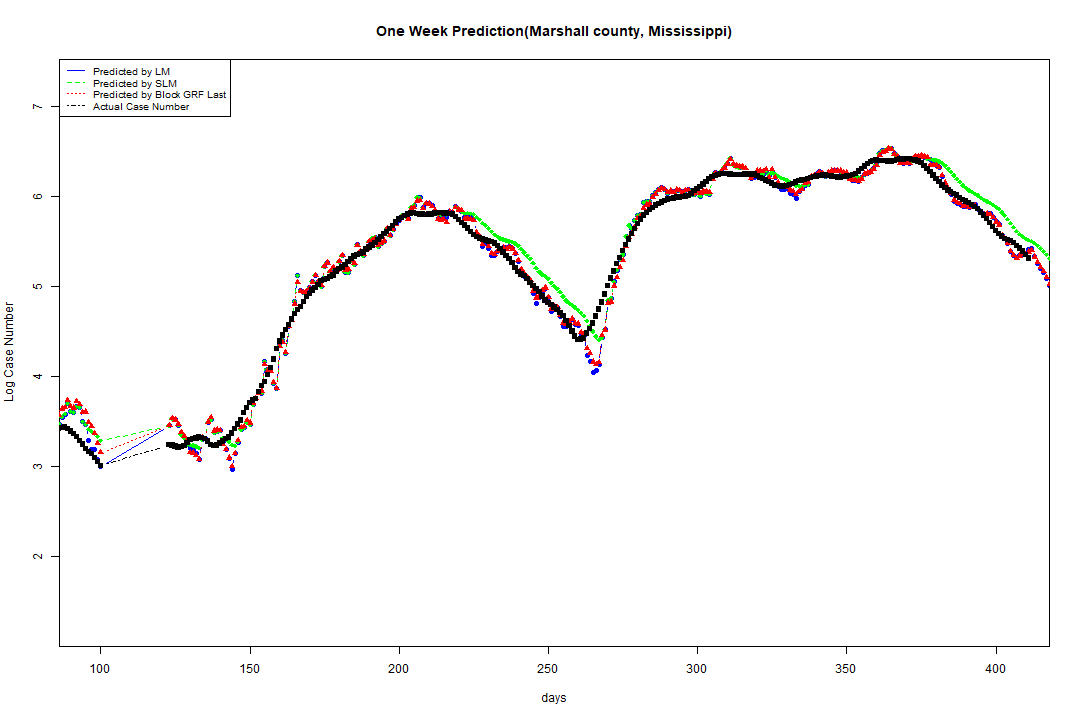 One Week Prediction(Marshall county, Mississippi)
Predicted by LM
Predicted by SLM
Predicted by Block GRF Last
Actual Case Number
7
6
5
4
3
2
Log Case Number
100 150 200 250 300 350 400
days